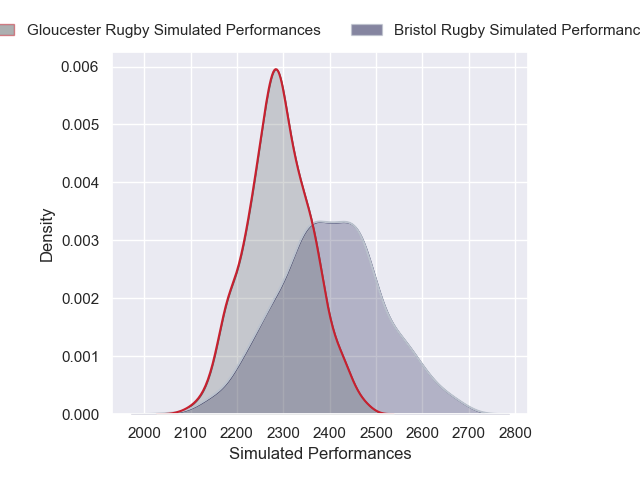 Gloucester Rugby Simulated Performances
Bristol Rugby Simulated Performanc
0.006
0.005
0.004
0.003
0.002
0.001
0.000
Density
2000 2100 2200 2300 2400 2500 2600 2700 2800
Simulated Performances